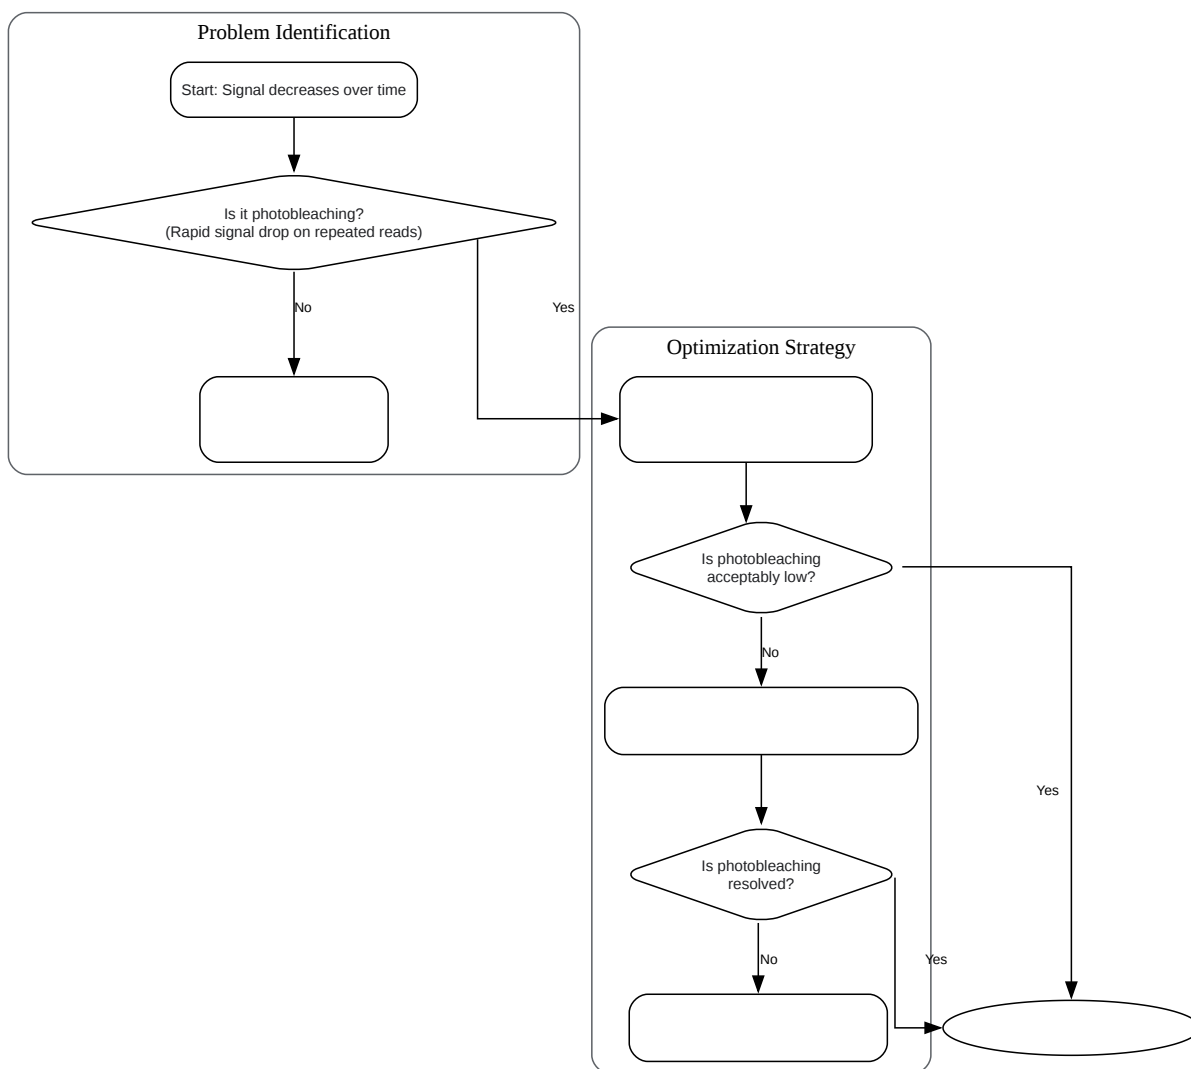 Problem Identification
Start: Signal decreases over time
Is it photobleaching?
(Rapid signal drop on repeated reads)
No
Yes
Optimization Strategy
Is photobleaching
acceptably low?
No
Yes
Is photobleaching
resolved?
No
Yes